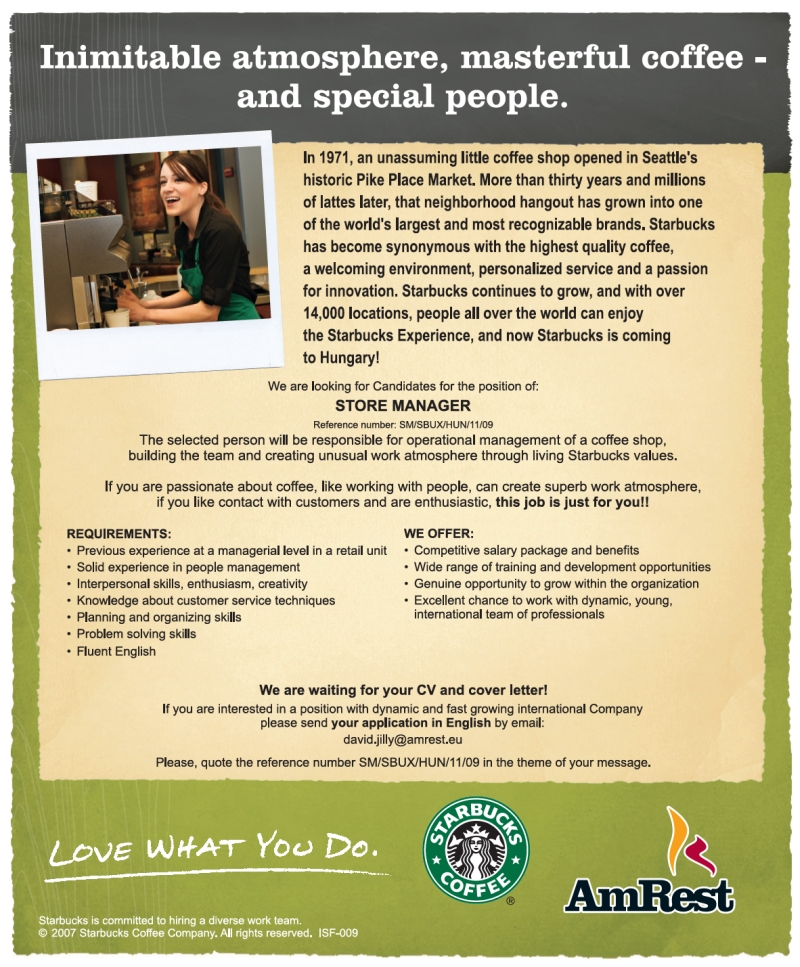 Inimitable atmosphere, masterful coffee -
and special people.
In 1971, an unassuming little coffee shop opened in Seattle's
historic Pike Place Market. More than thirty years and millions
of lattes later, that neighborhood hangout has grown into one
of the world's largest and most recognizable brands. Starbucks
has become synonymous with the highest quality coffee,
a welcoming environment, personalized service and a passion
for innovation. Starbucks continues to grow, and with over
14,000 locations, people all over the world can enjoy
the Starbucks Experience, and now Starbucks is coming
to Hungary!
We are looking for Candidates for the position of:
STORE MANAGER
Reference number: SM/SBUX/HUN/11/09
The selected person will be responsible for operational management of a coffee shop,
building the team and creating unusual work atmosphere through living Starbucks values.
If you are passionate about coffee, like working with people, can create superb work atmosphere,
if you like contact with customers and are enthusiastic, this job is just for you!!
REQUIREMENTS:
• Previous experience at a managerial level in a retail unit
• Solid experience in people management
• Interpersonal skills, enthusiasm, creativity
• Knowledge about customer service techniques
• Planning and organizing skills
• Problem solving skills
• Fluent English
WE OFFER:
• Competitive salary package and benefits
• Wide range of training and development opportunities
• Genuine opportunity to grow within the organization
• Excellent chance to work with dynamic, young,
international team of professionals
We are waiting for your CV and cover letter!
If you are interested in a position with dynamic and fast growing international Company
please send your application in English by email:
david.jilly@amrest.eu
Please, quote the reference number SM/SBUX/HUN/11/09 in the theme of your message.
LOVE WHAT YOU DO.
STARBUCKS
COFFEE
®
AmRest
Starbucks is committed to hiring a diverse work team.
© 2007 Starbucks Coffee Company. All rights reserved. ISF-009